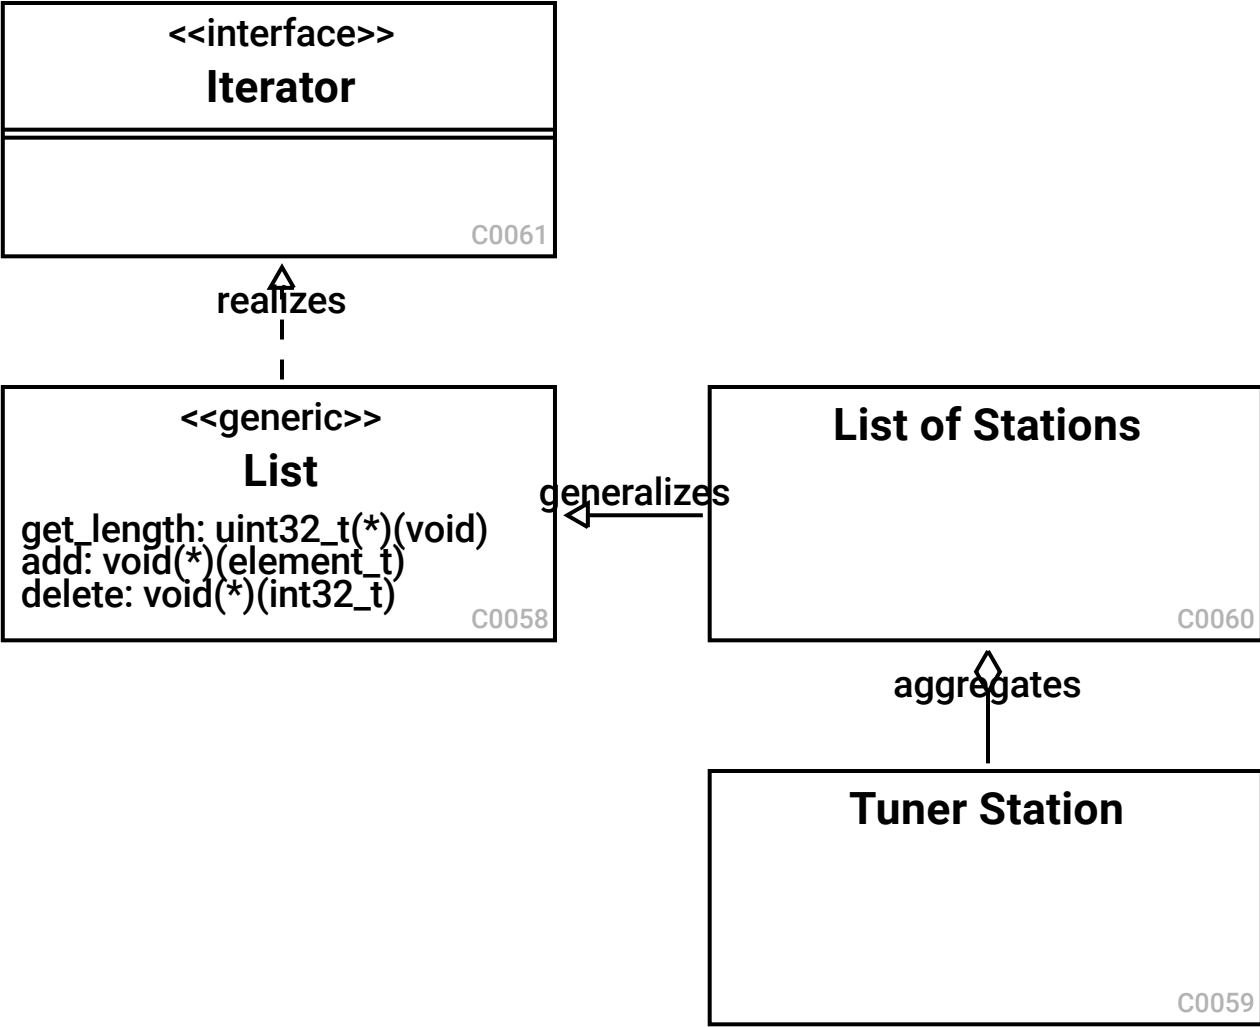 <<interface>>
Iterator
C0061
realizes
<<generic>>
List
get_length: uint32_t(*)(void)
add: void(*)(element_t)
delete: void(*)(int32_t)
C0058
generalizes
List of Stations
C0060
aggregates
Tuner Station
C0059